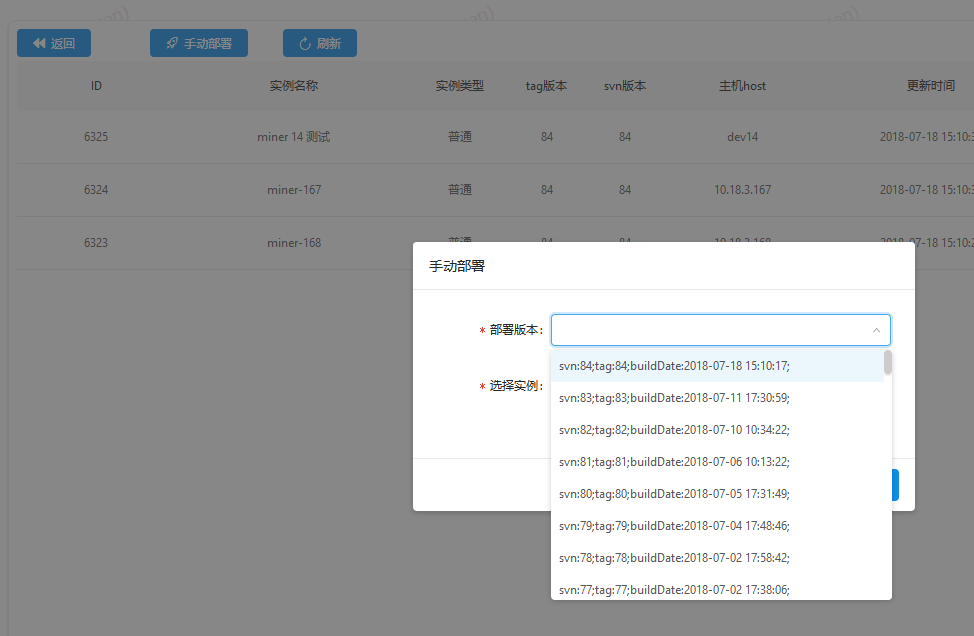 返回 手动部署 刷新
ID 实例名称 实例类型 tag版本 svn版本 主机host 更新时间
6325 miner 14 测试 普通 84 84 dev14 2018-07-18 15:10:3
6324 miner-167 普通 84 84 10.18.3.167 2018-07-18 15:10:3
6323 miner-168 普通 84 84 10.18.3.168 2018-07-18 15:10:2
手动部署
* 部署版本:
svn:84;tag:84;buildDate:2018-07-18 15:10:17;
* 选择实例:
svn:83;tag:83;buildDate:2018-07-11 17:30:59;
svn:82;tag:82;buildDate:2018-07-10 10:34:22;
svn:81;tag:81;buildDate:2018-07-06 10:13:22;
svn:80;tag:80;buildDate:2018-07-05 17:31:49;
svn:79;tag:79;buildDate:2018-07-04 17:48:46;
svn:78;tag:78;buildDate:2018-07-02 17:58:42;
svn:77;tag:77;buildDate:2018-07-02 17:38:06;